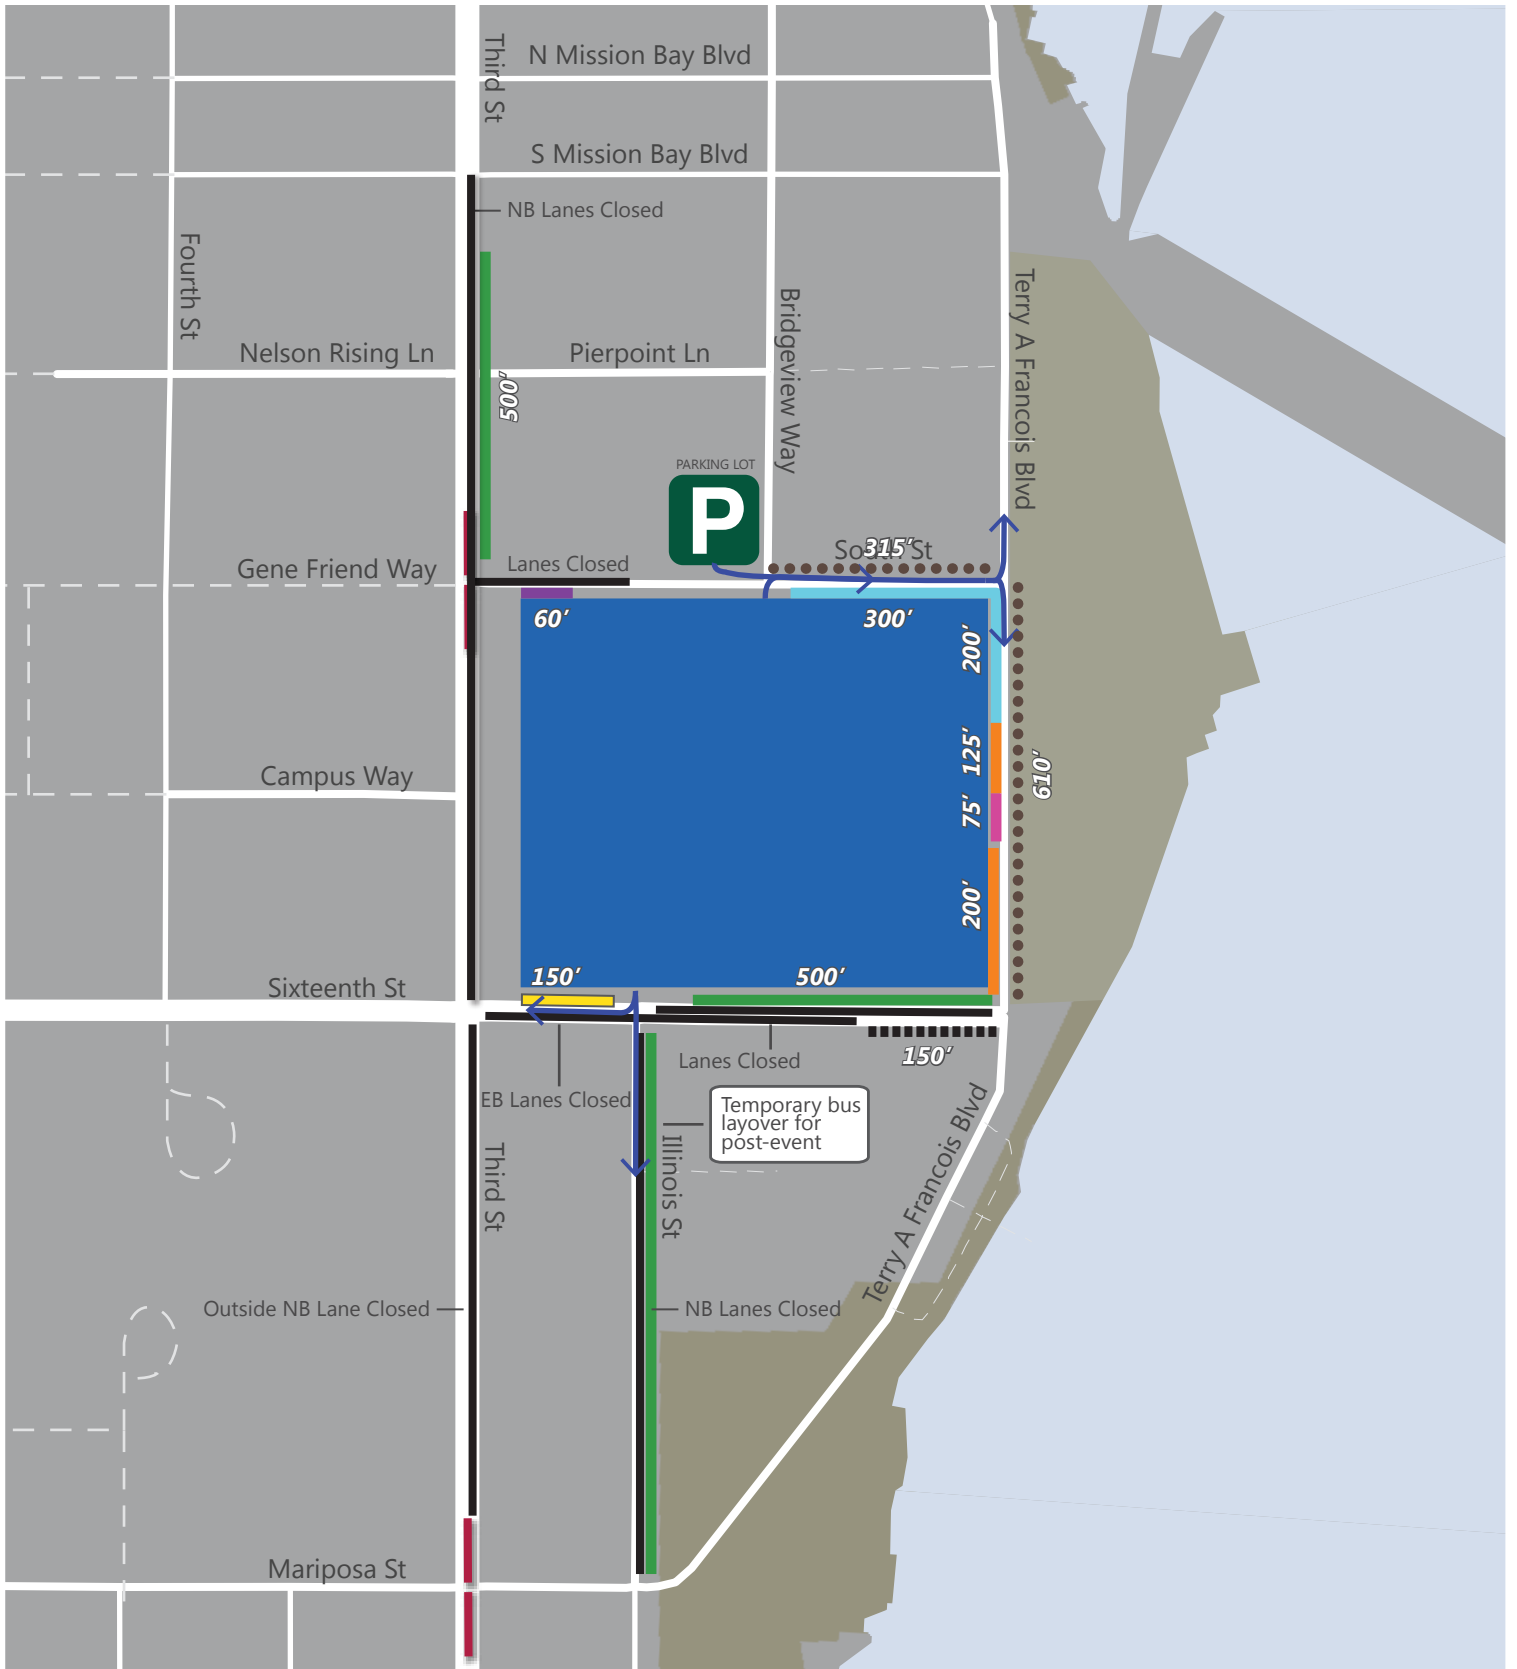 N Mission Bay Blvd
Third St
S Mission Bay Blvd
NB Lanes Closed
Fourth St
Terry A Francois Blvd
Bridgeview Way
Nelson Rising Ln
Pierpoint Ln
500'
PARKING LOT
P
South St
315'
Lanes Closed
Gene Friend Way
60'
300'
200'
125'
610'
Campus Way
75'
200'
150'
500'
Sixteenth St
150'
Lanes Closed
EB Lanes Closed
Temporary bus
layover for
post-event
Third St
Illinois St
Terry A Francois Blvd
Outside NB Lane Closed
NB Lanes Closed
Mariposa St